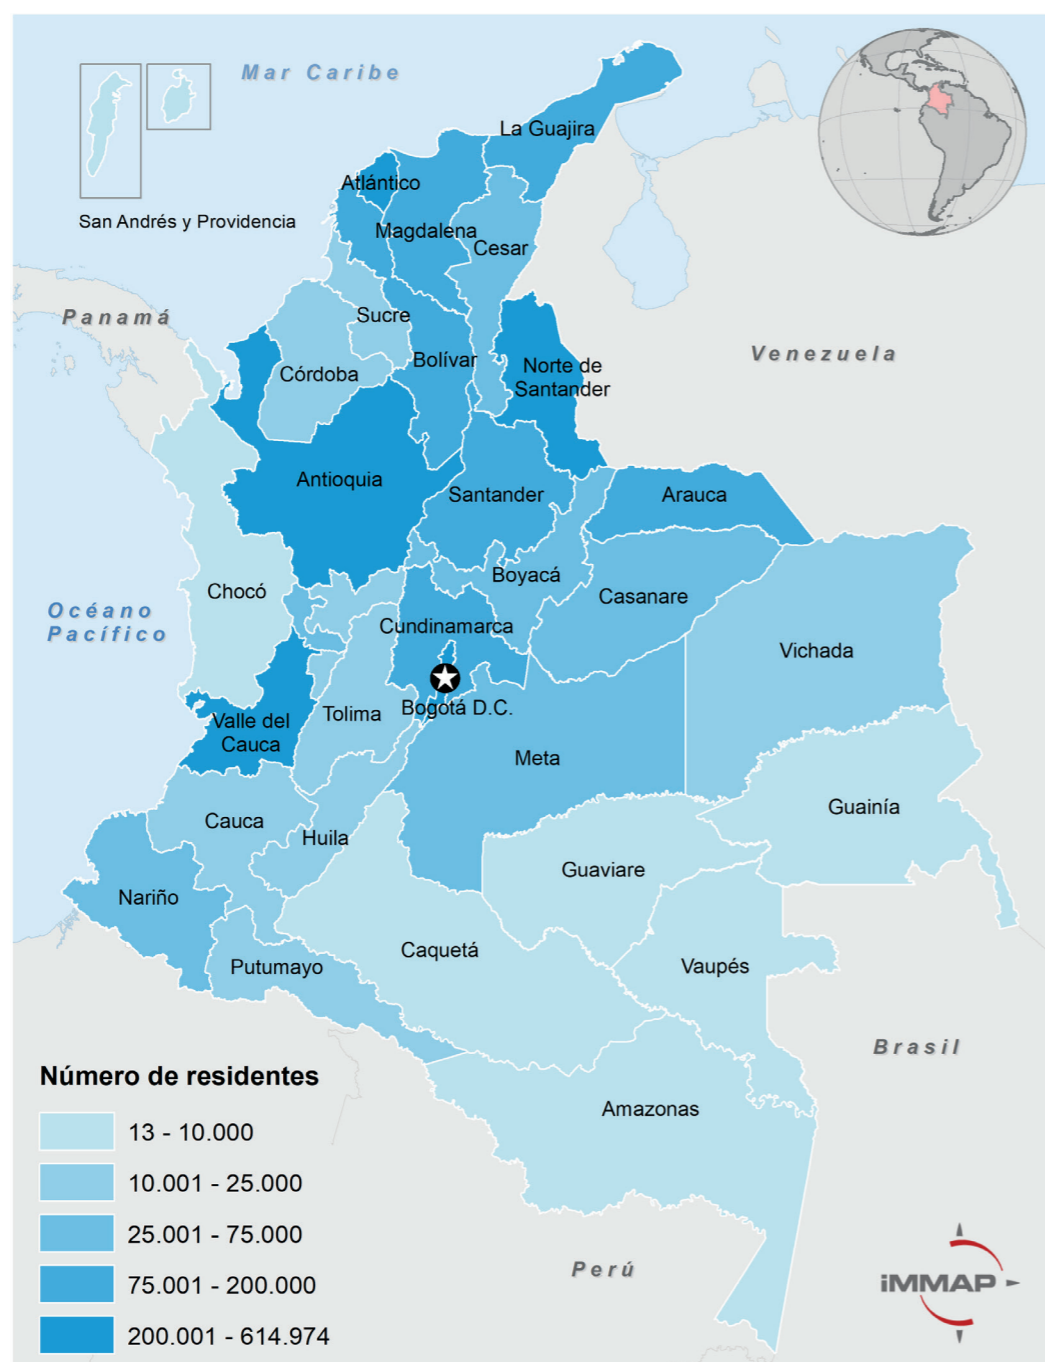 Mar Caribe
La Guajira
Atlántico
San Andrés y Providencia
Magdalena
Cesar
Panamá
Sucre
Bolívar
Venezuela
Norte de
Santander
Córdoba
Antioquia
Santander
Arauca
Chocó
Boyacá
Casanare
Océano
Pacífico
Cundinamarca
Vichada
Bogotá D.C.
Valle del
Cauca
Tolima
Meta
Guainía
Cauca
Huila
Guaviare
Nariño
Caquetá
Vaupés
Putumayo
Brasil
Amazonas
Perú
Número de residentes
13 - 10.000
10.001 - 25.000
25.001 - 75.000
75.001 - 200.000
200.001 - 614.974
iMMAP